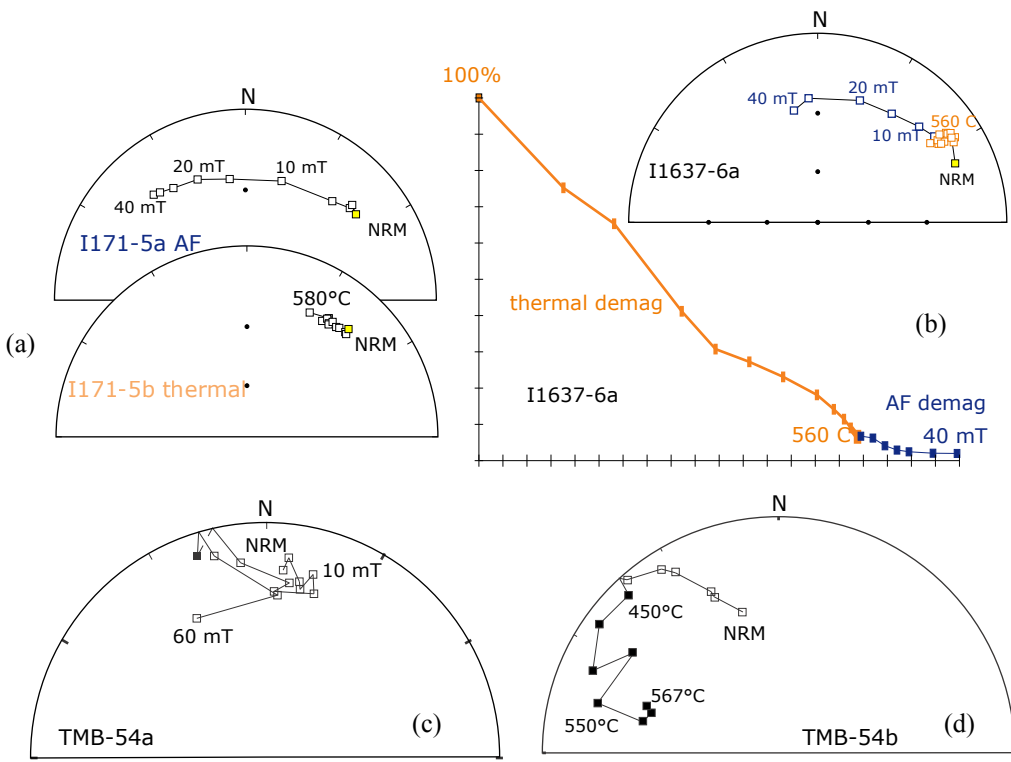 N
20 mT
10 mT
40 mT
NRM
I171-5a AF
(a)
580°C
NRM
I171-5b thermal
100%
N
40 mT
20 mT
560 C
10 mT
I1637-6a
NRM
thermal demag
(b)
I1637-6a
AF demag
560 C
40 mT
N
NRM
10 mT
60 mT
(c)
TMB-54a
N
450°C
NRM
567°C
550°C
(d)
TMB-54b